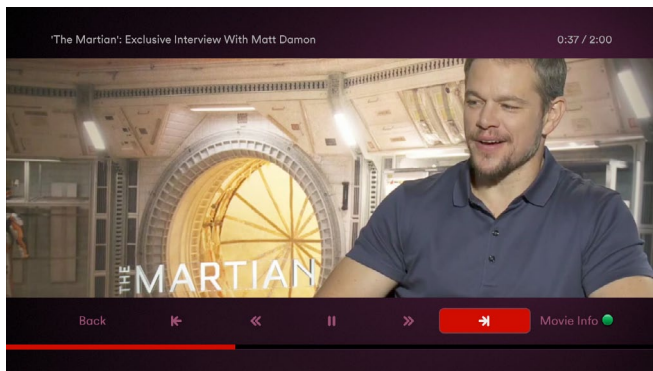 'The Martian': Exclusive Interview With Matt Damon
0:37 / 2:00
THE
MARTIAN
Back
Movie Info